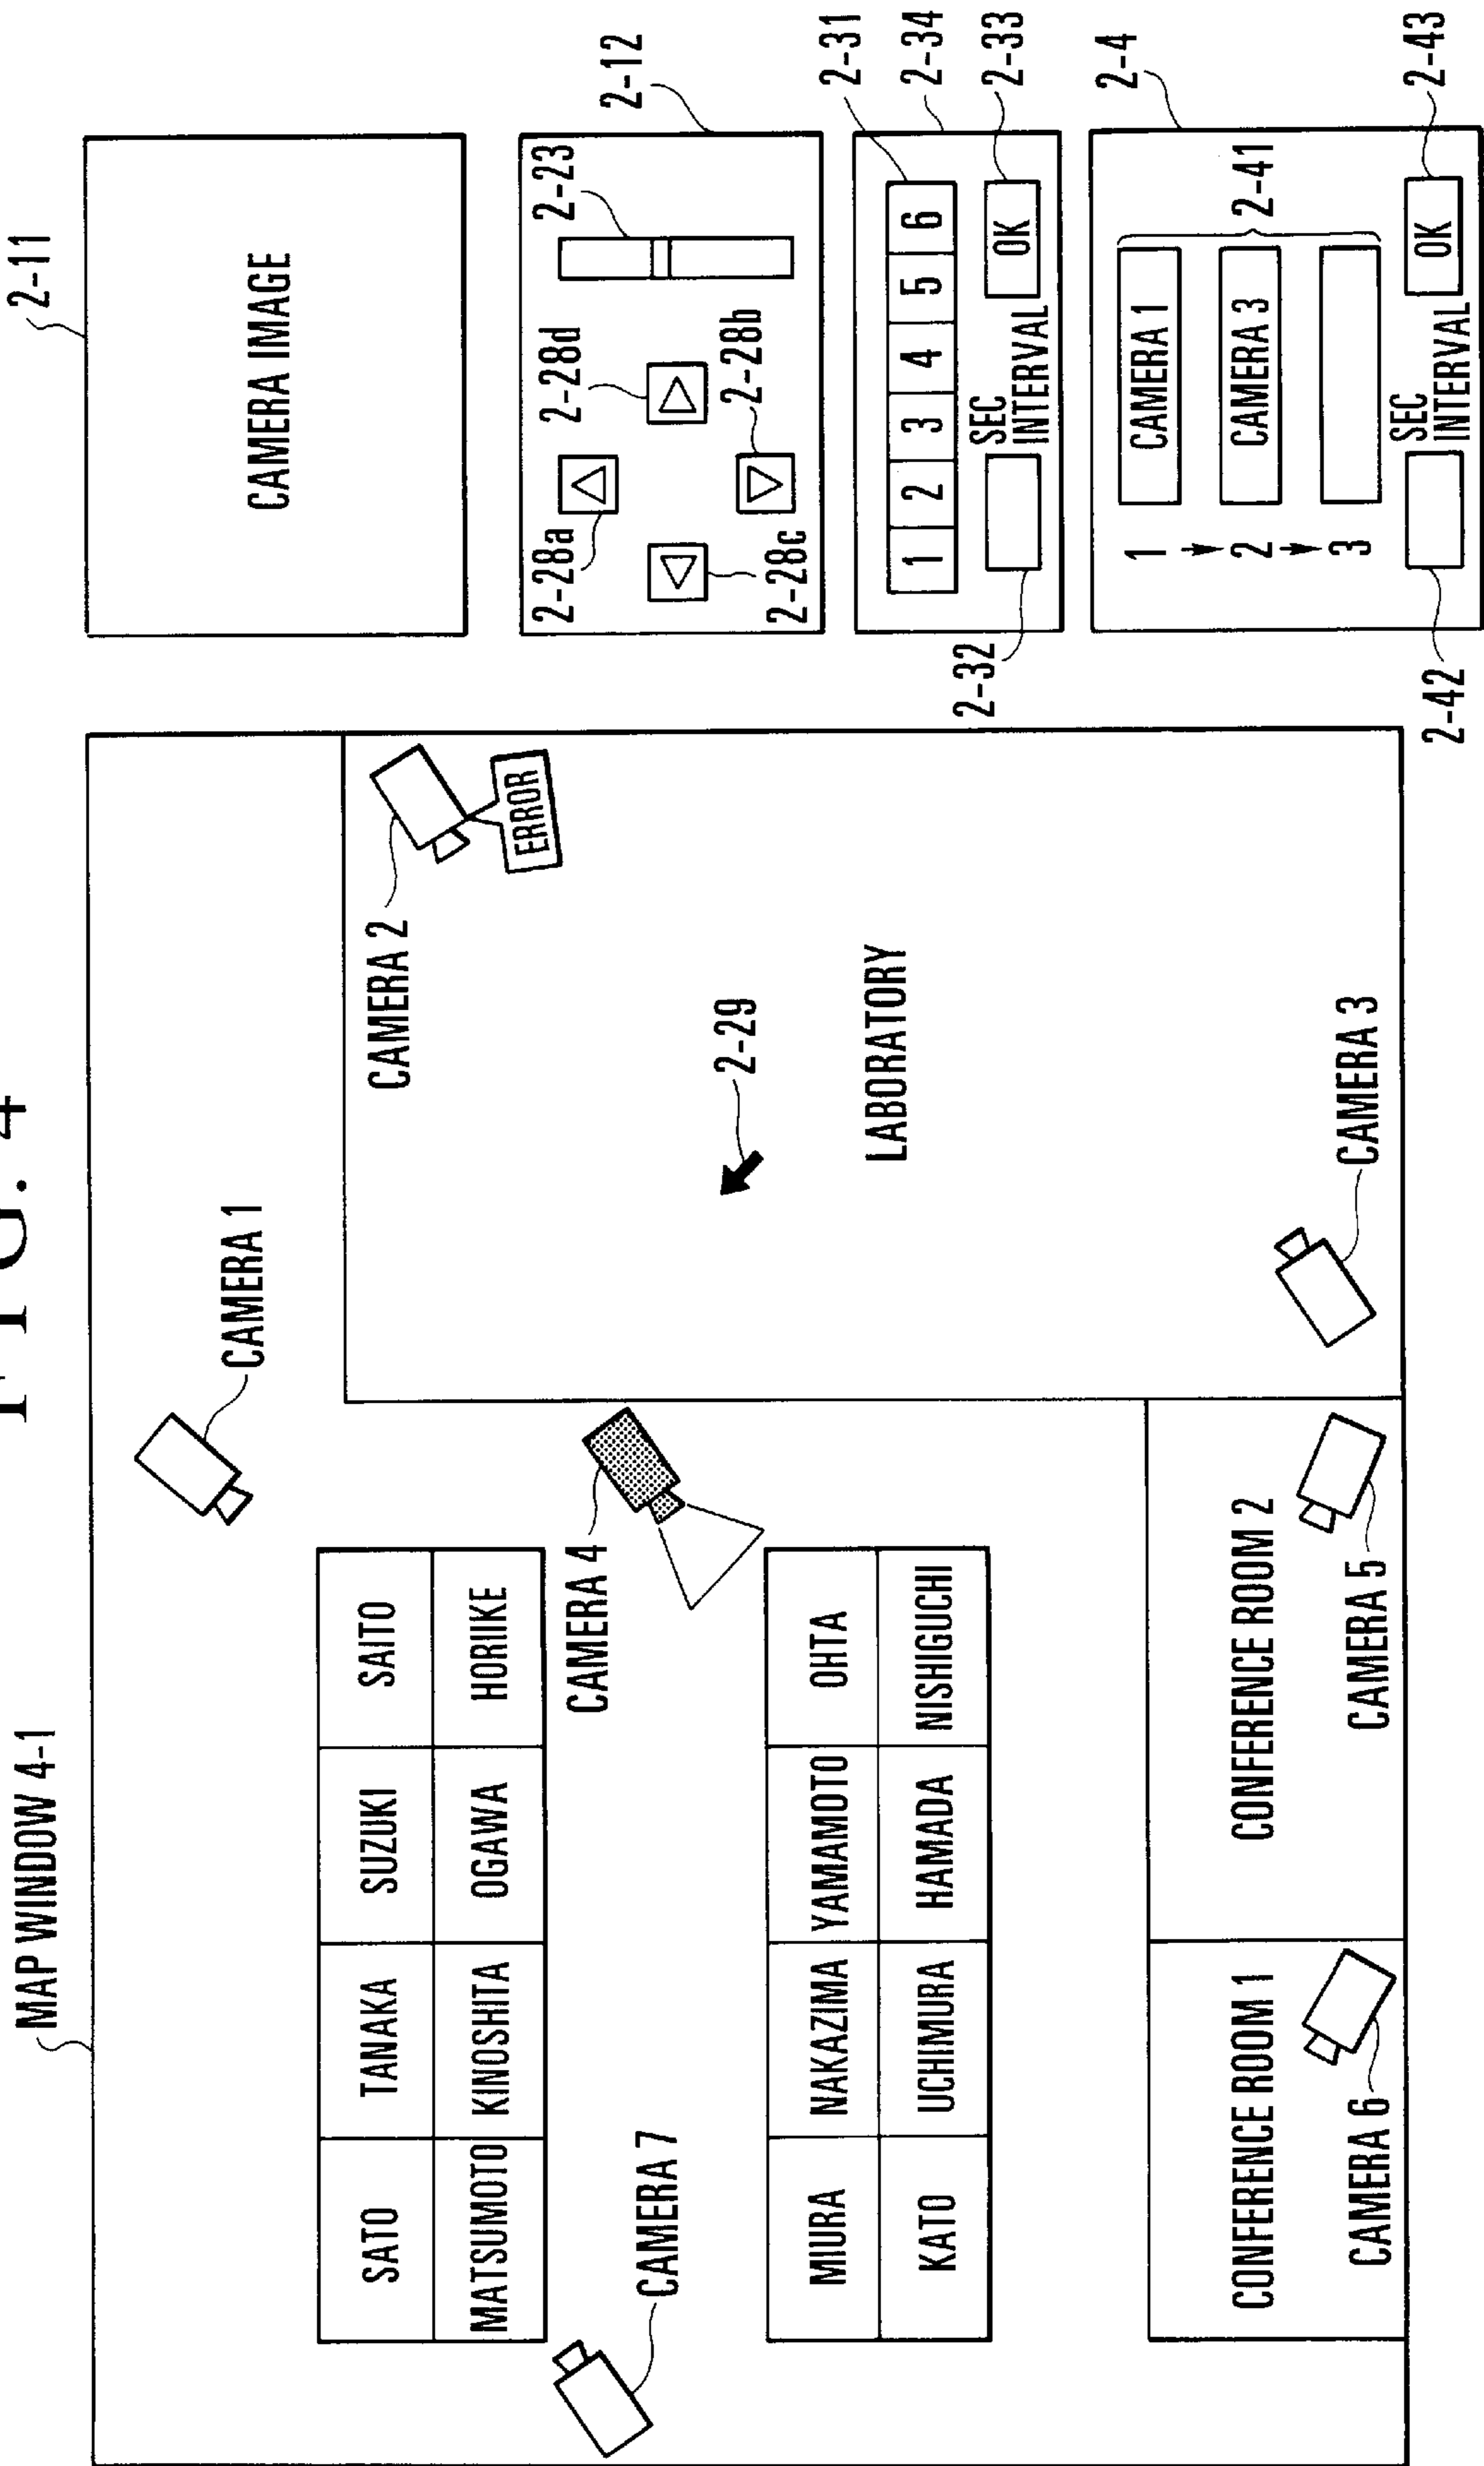 FIG. 4
MAP WINDOW 4-1
CAMERA 1
SATO TANAKA SUZUKI SAITO
MATSUMOTO KINOSHITA OGAWA HORIIKE
CAMERA 7
CAMERA 4
MIURA NAKAZIMA YAMAMOTO OHTA
KATO UCHIMURA HAMADA NISHIGUCHI
CAMERA 2
ERROR
2-29
LABORATORY
CAMERA 3
CONFERENCE ROOM 1
CAMERA 6
CONFERENCE ROOM 2
CAMERA 5
2-11
CAMERA IMAGE
2-12
2-28a
2-28d
2-23
2-28c
2-28b
2-31
2-34
1 2 3 4 5 6
SEC
INTERVAL
OK
2-32
2-33
2-4
1 CAMERA 1
2 CAMERA 3
3
2-41
SEC
INTERVAL
OK
2-42
2-43